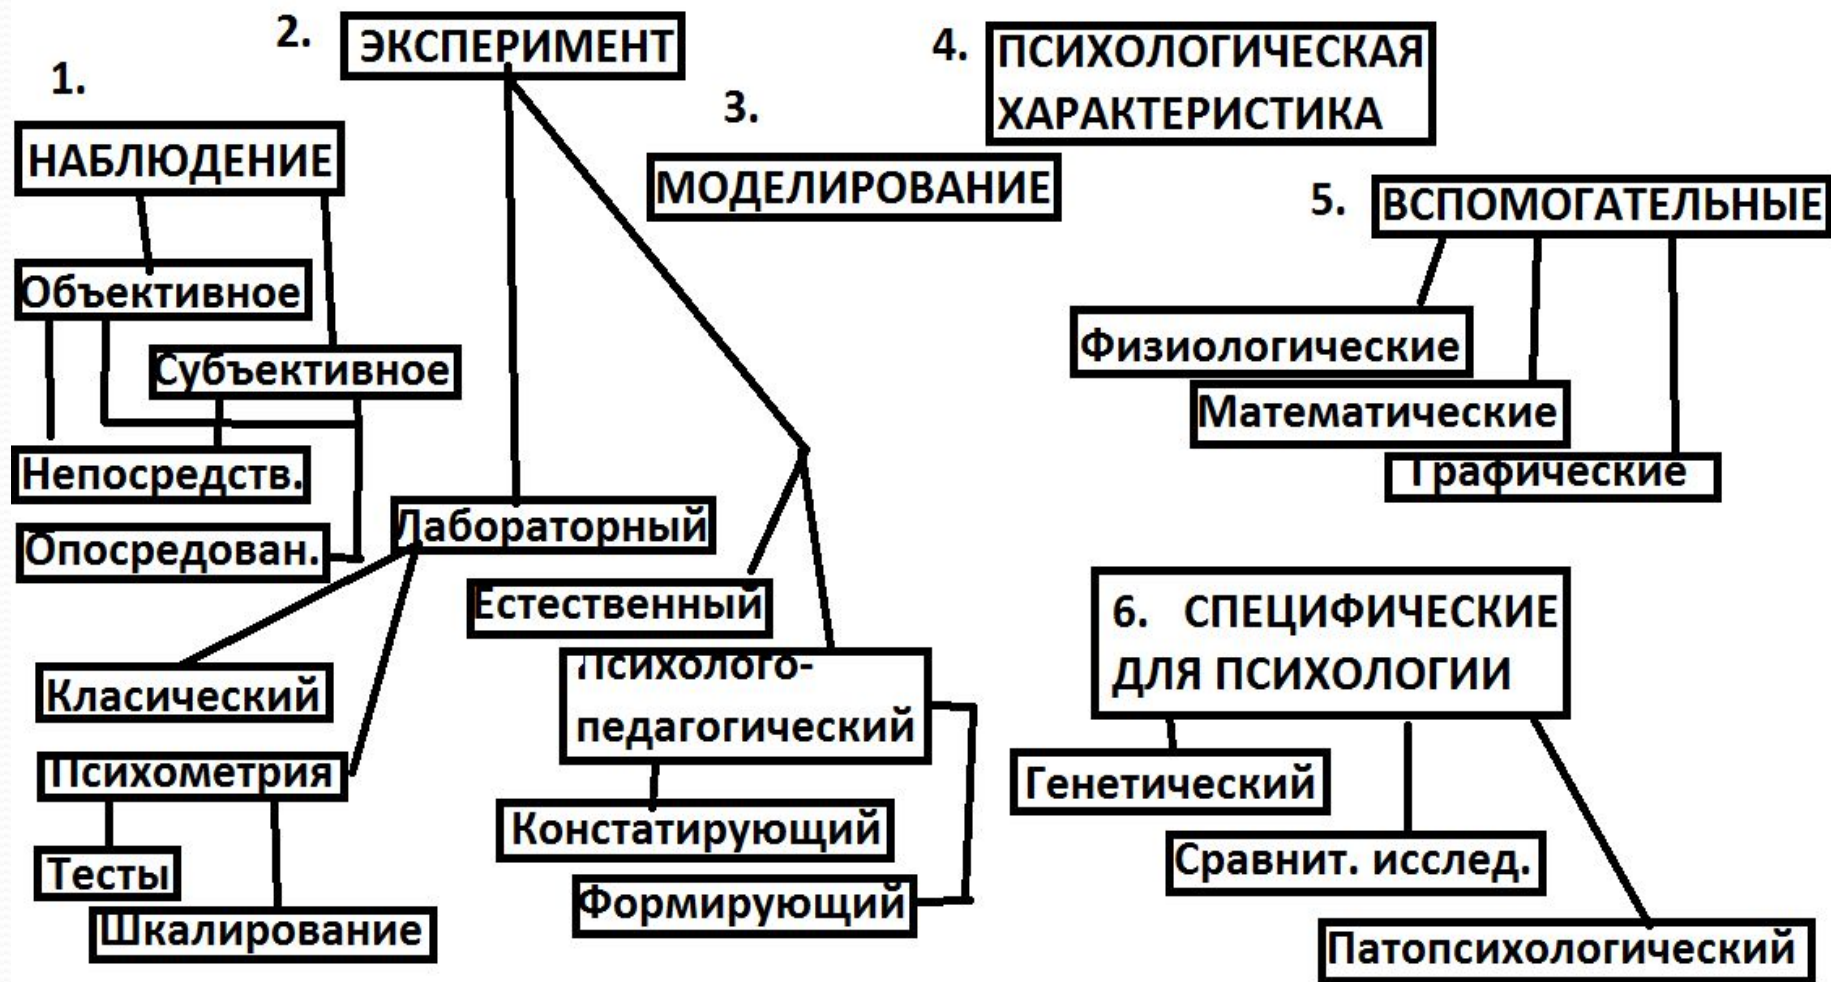 1.
НАБЛЮДЕНИЕ
Объективное
Субъективное
Непосредств.
Опосредован.
2.
ЭКСПЕРИМЕНТ
Лабораторный
Класический
Психометрия
Тесты
Шкалирование
Естественный
Психолого-
педагогический
Констатирующий
Формирующий
3.
МОДЕЛИРОВАНИЕ
4.
ПСИХОЛОГИЧЕСКАЯ
ХАРАКТЕРИСТИКА
5.
ВСПОМОГАТЕЛЬНЫЕ
Физиологические
Математические
Графические
6. СПЕЦИФИЧЕСКИЕ
ДЛЯ ПСИХОЛОГИИ
Генетический
Сравнит. исслед.
Патопсихологический